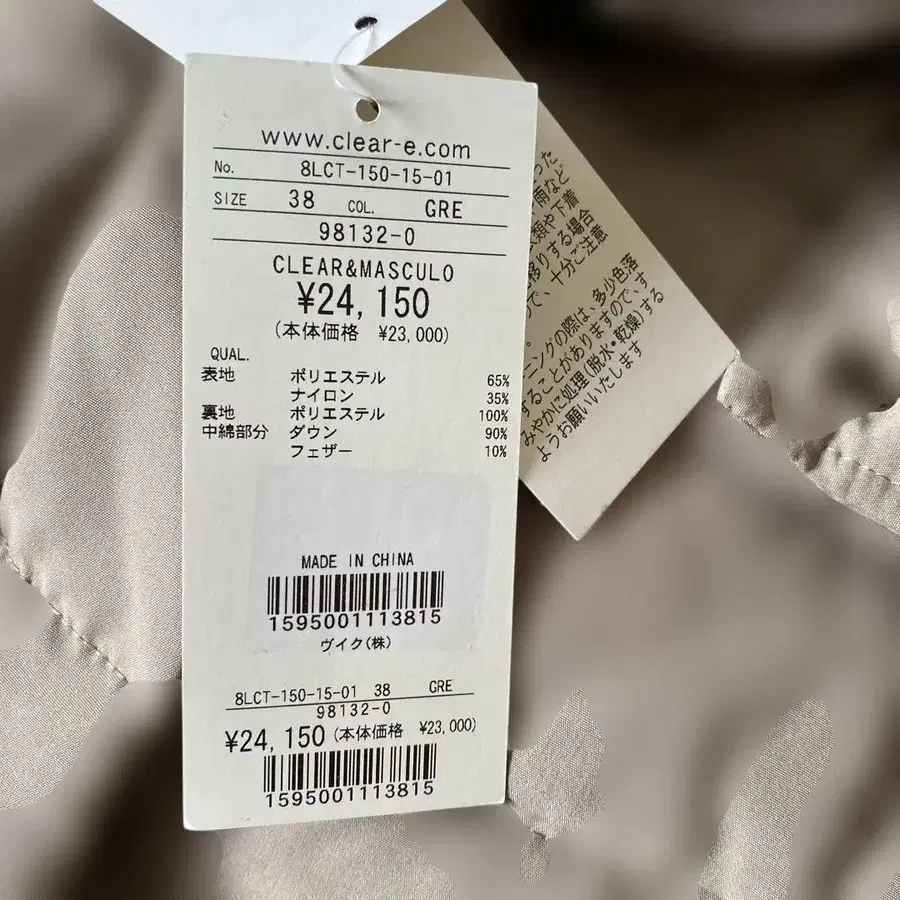 www.clear-e.com
No. 8LCT-150-15-01
SIZE 38 COL. GRE
98132-0
CLEAR&MASCULO
¥24,150
(本体価格 ¥23,000)
QUAL.
表地 ポリエステル 65%
ナイロン 35%
裏地 ポリエステル 100%
中綿部分 ダウン 90%
フェザー 10%
MADE IN CHINA
1595001113815
ヴイク(株)
8LCT-150-15-01 38 GRE
98132-0
¥24,150 (本体価格 ¥23,000)
1595001113815
った
雨など
類や下着
移りする場合
で、十分ご注意
ニングの際は、多少色落
することがありますので、す
みやかに処理(脱水・乾燥)する
ようお願いいたします